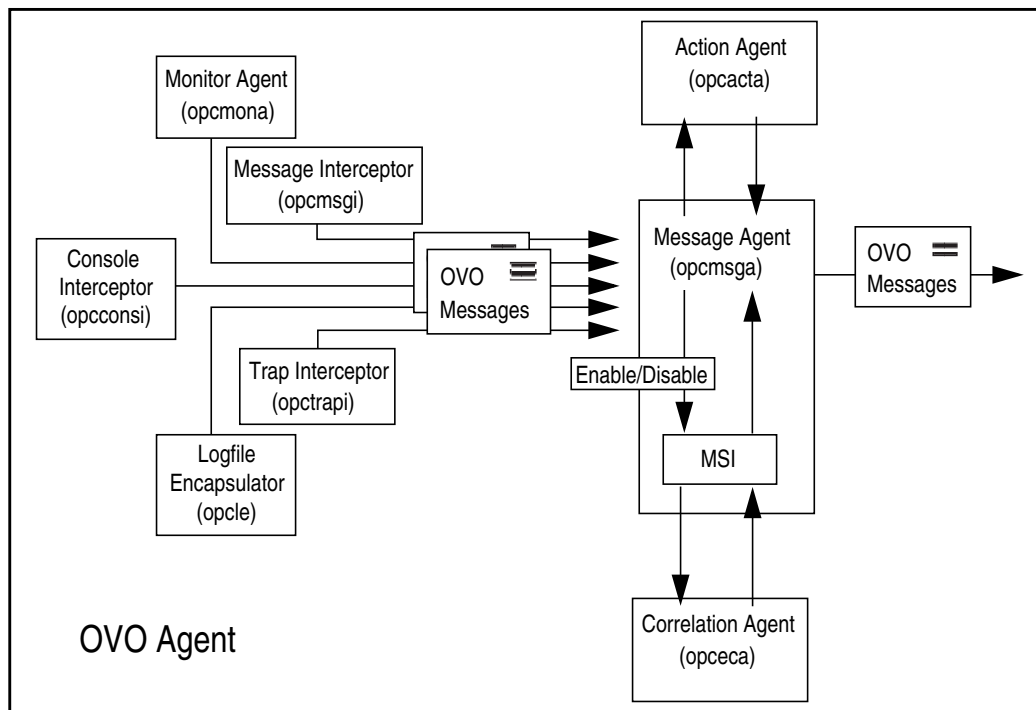 Action Agent
(opcacta)
Monitor Agent
(opcmona)
Message Interceptor
(opcmsgi)
Console
Interceptor
(opcconsi)
OVO
Messages
Message Agent
(opcmsga)
OVO
Messages
Trap Interceptor
(opctrapi)
Enable/Disable
Logfile
Encapsulator
(opcle)
MSI
Correlation Agent
(opceca)
OVO Agent